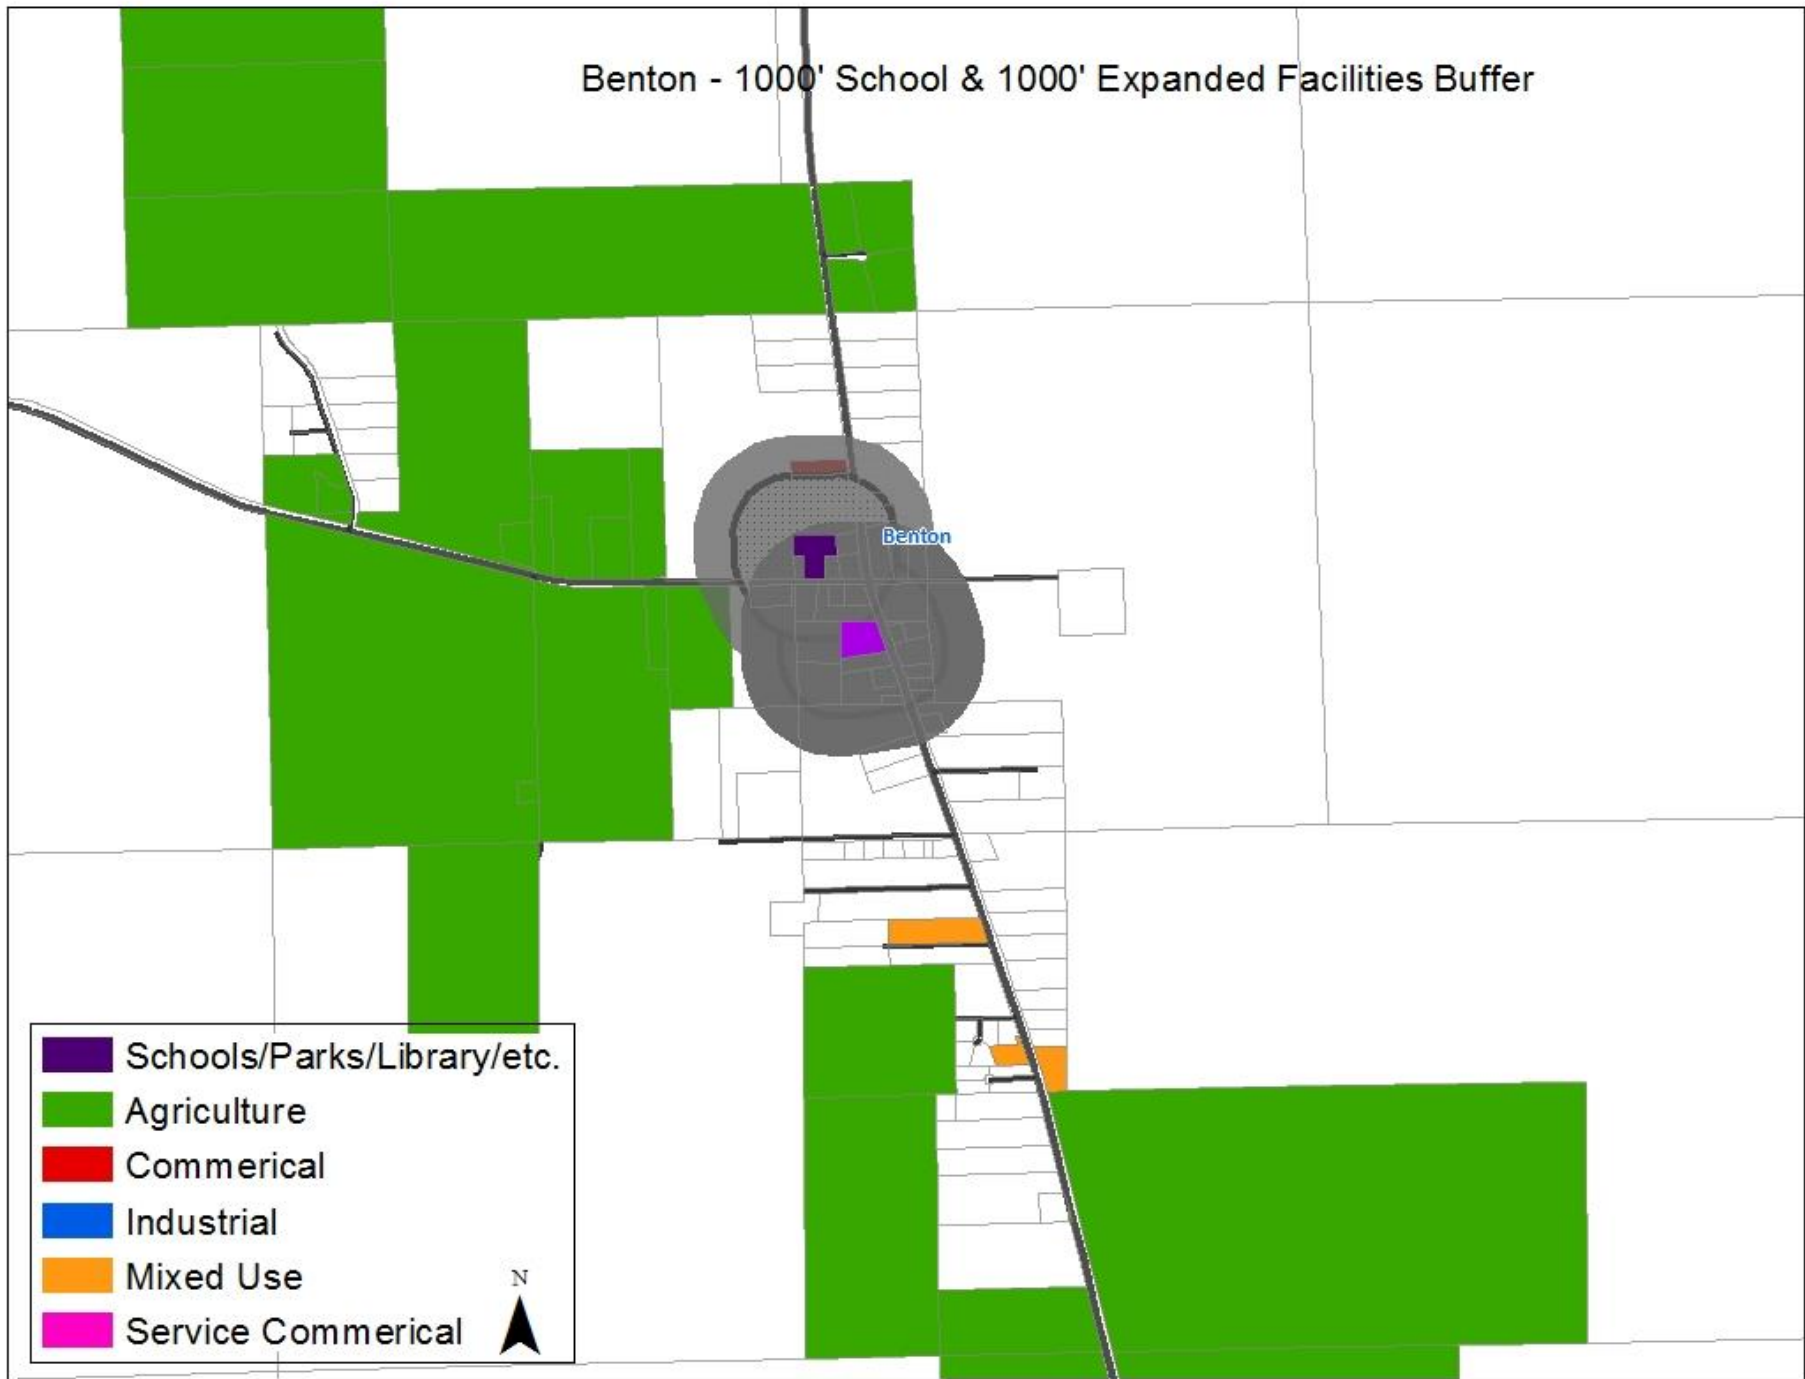 Benton - 1000' School & 1000' Expanded Facilities Buffer
Benton
Schools/Parks/Library/etc.
Agriculture
Commerical
Industrial
Mixed Use
Service Commerical
N